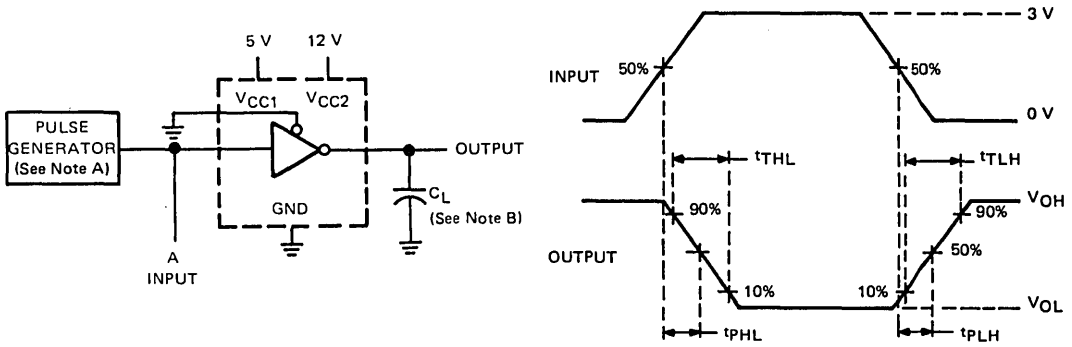 5 V
12 V
VCC1
VCC2
PULSE
GENERATOR
(See Note A)
OUTPUT
CL
(See Note B)
GND
A
INPUT
3 V
INPUT
50%
50%
0 V
tTHL
tTLH
VOH
90%
90%
OUTPUT
50%
10%
10%
VOL
tPHL
tPLH